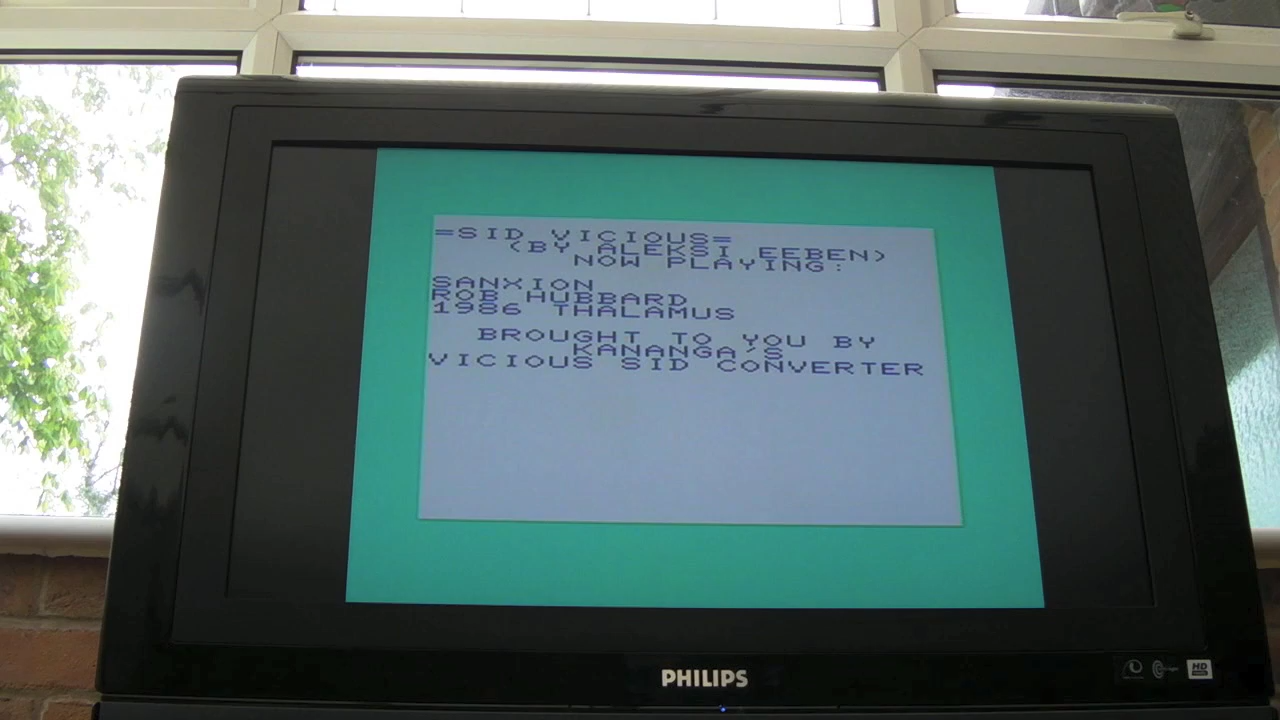 =SID VICIOUS=
(BY ALEKSI EEBEN)
NOW PLAYING:
SANXION
ROB HUBBARD
1986 THALAMUS
BROUGHT TO YOU BY
KANANGA'S
VICIOUS SID CONVERTER
PHILIPS
HD